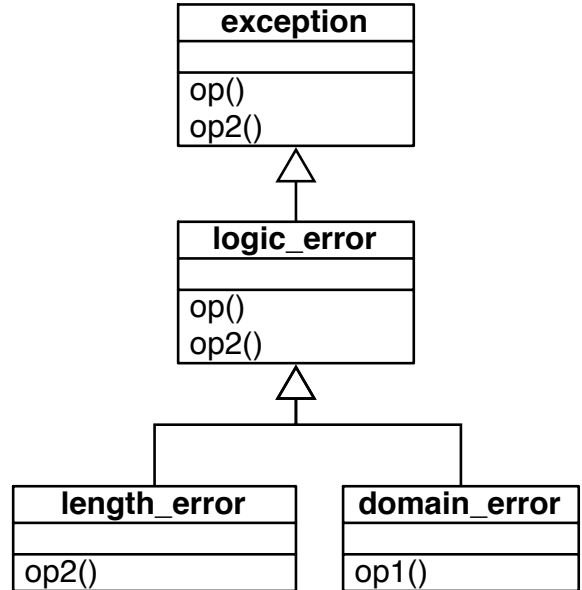 exception
op()
op2()
logic_error
op()
op2()
length_error
op2()
domain_error
op1()